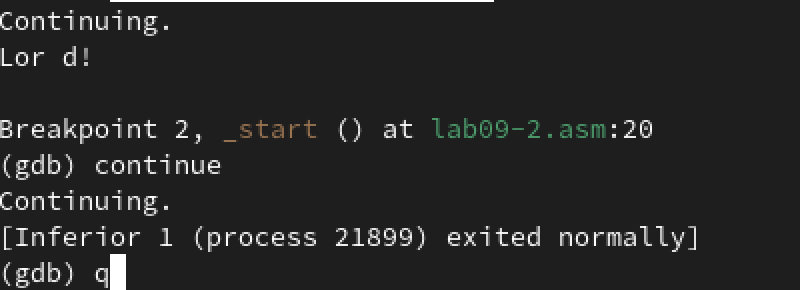 Continuing.
Lor d!
Breakpoint 2, _start () at lab09-2.asm:20
(gdb) continue
Continuing.
[Inferior 1 (process 21899) exited normally]
(gdb) q